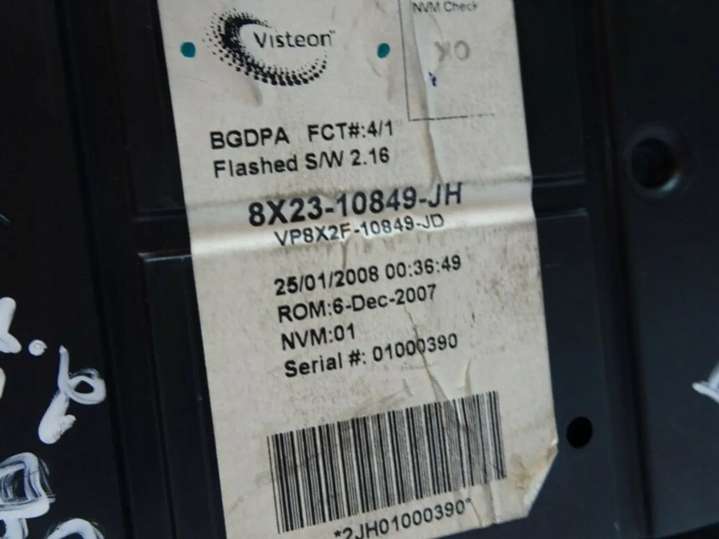 NVM Check
Visteon™
OK
BGDPA FCT#:4/1
Flashed S/W 2.16
8X23-10849-JH
VP8X2F-10849-JD
25/01/2008 00:36:49
ROM:6-Dec-2007
NVM:01
Serial #: 01000390
*2JH01000390*